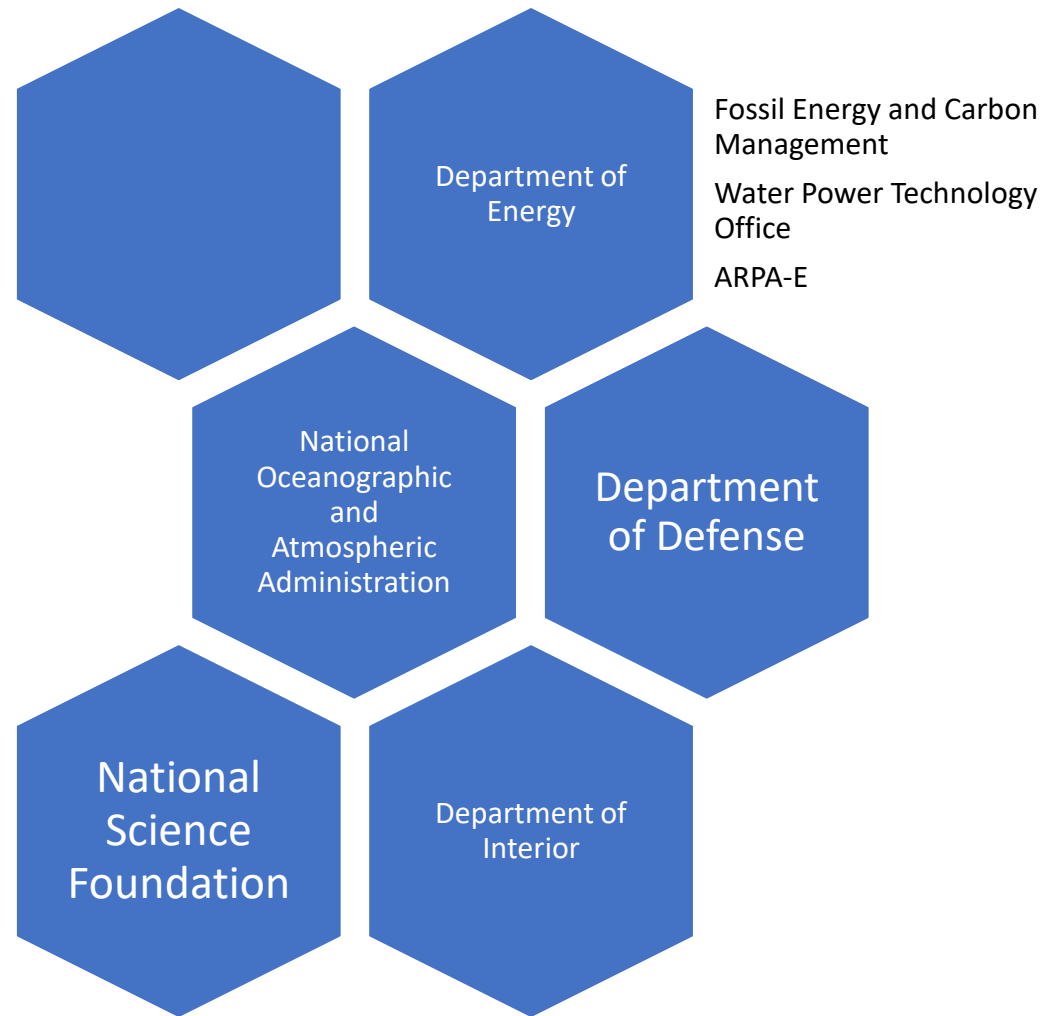 Department of
Energy
Fossil Energy and Carbon
Management
Water Power Technology
Office
ARPA-E
National
Oceanographic
and
Atmospheric
Administration
Department
of Defense
National
Science
Foundation
Department of
Interior